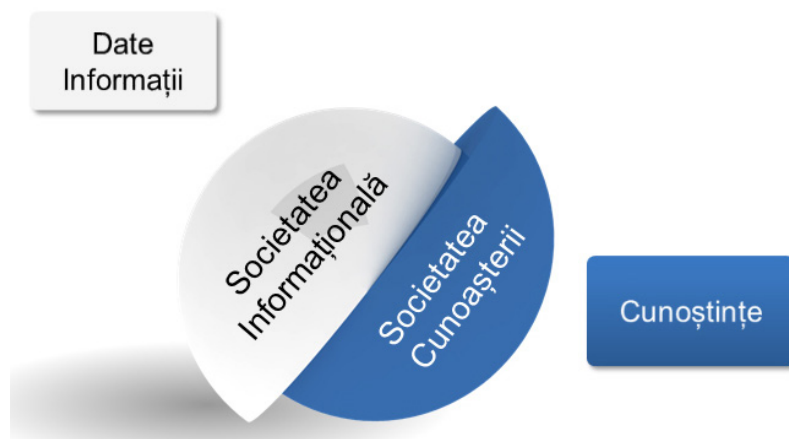 Date
Informații
Societatea
Informațională
Societatea
Cunoașterii
Cunoștințe